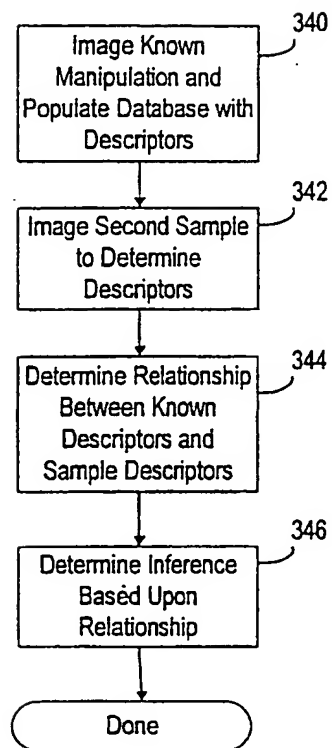 340
Image Known
Manipulation and
Populate Database with
Descriptors
342
Image Second Sample
to Determine
Descriptors
344
Determine Relationship
Between Known
Descriptors and
Sample Descriptors
346
Determine Inference
Based Upon
Relationship
Done